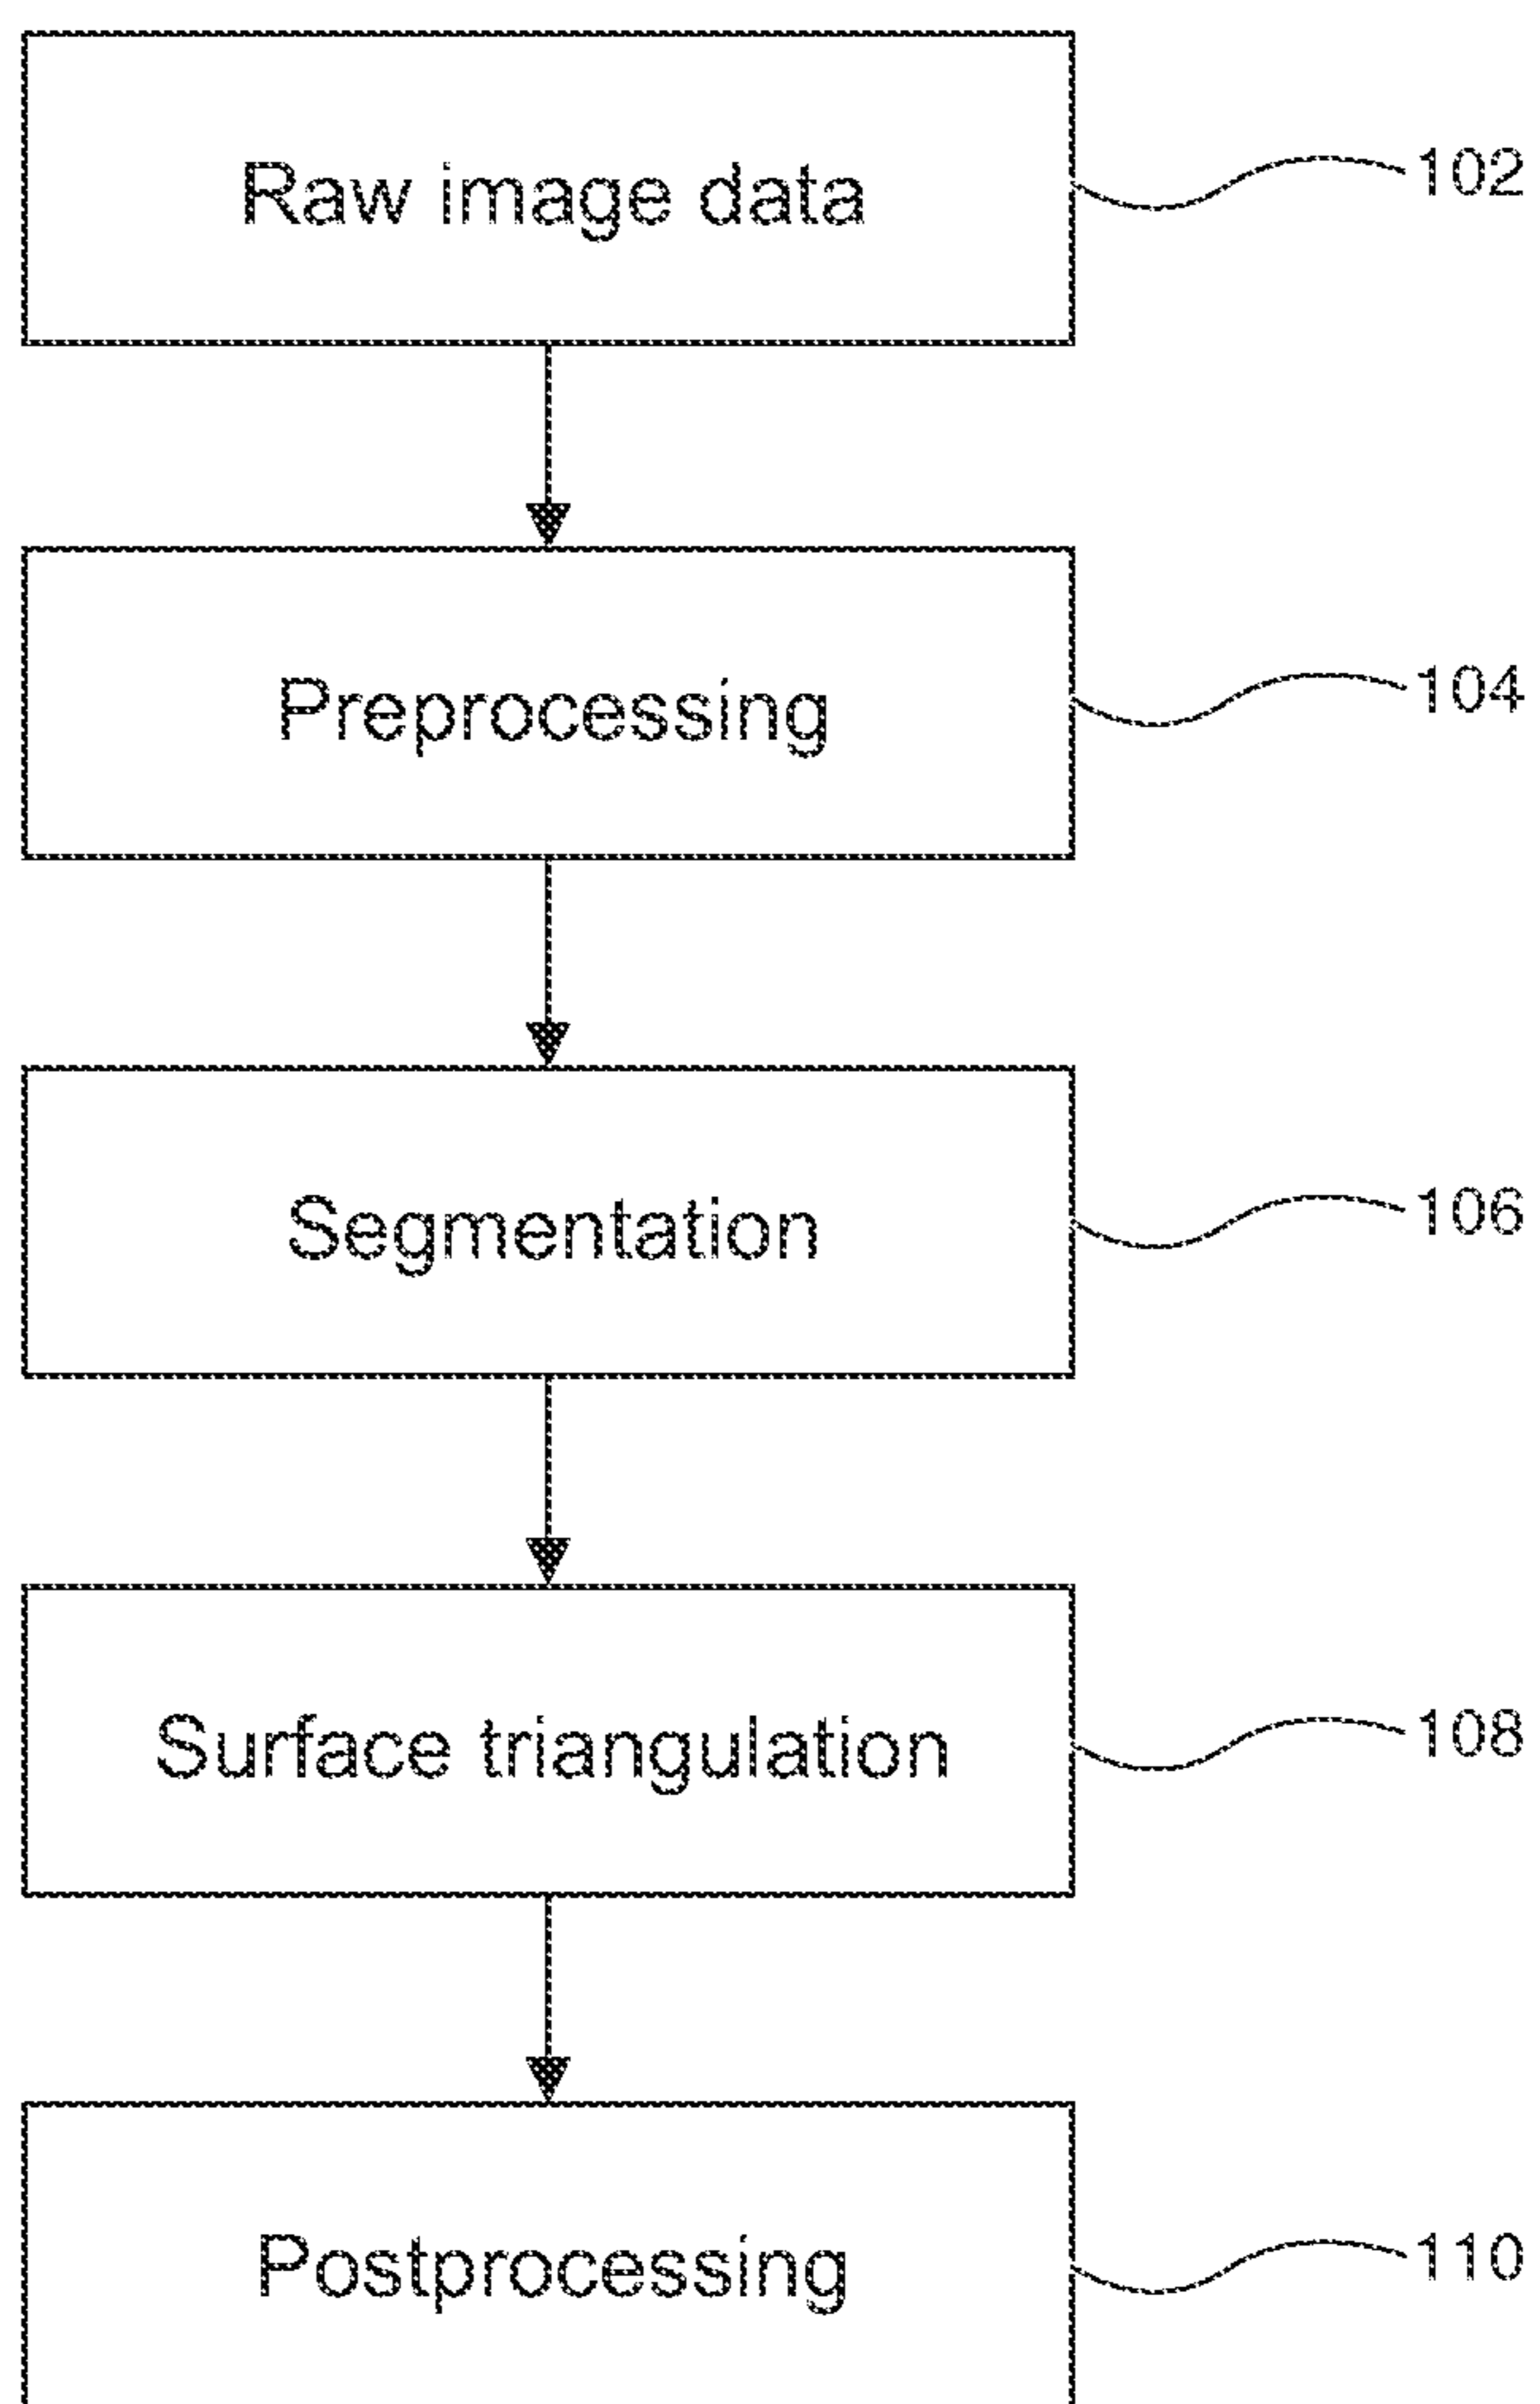 Raw image data
102
Preprocessing
104
Segmentation
106
Surface triangulation
108
Postprocessing
110